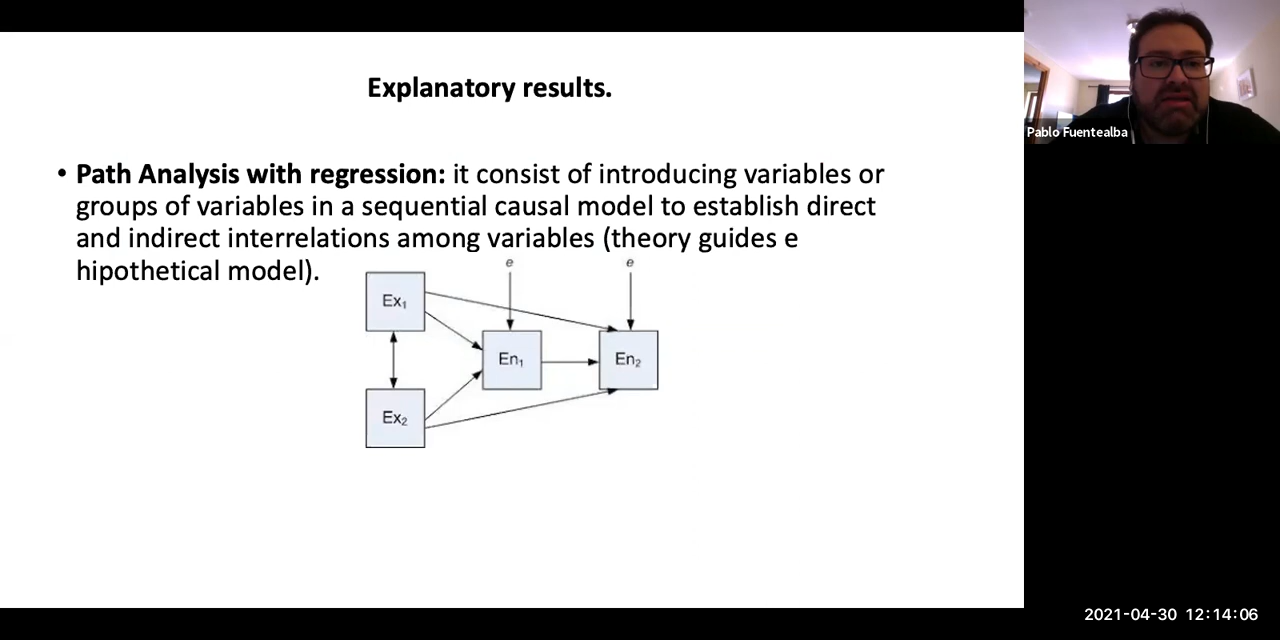 Explanatory results.
• Path Analysis with regression: it consist of introducing variables or
groups of variables in a sequential causal model to establish direct
and indirect interrelations among variables (theory guides e
hipothetical model).
e
e
Ex₁
En₁
En₂
Ex₂
Pablo Fuentealba
2021-04-30 12:14:06